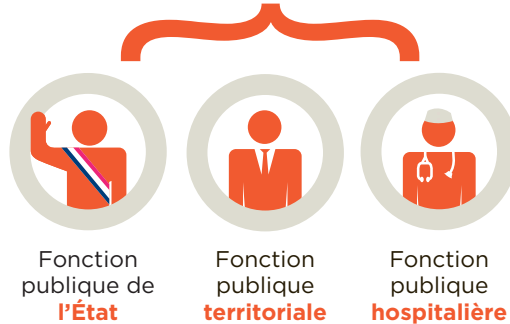 Fonction
publique de
l'État
Fonction
publique
territoriale
Fonction
publique
hospitalière